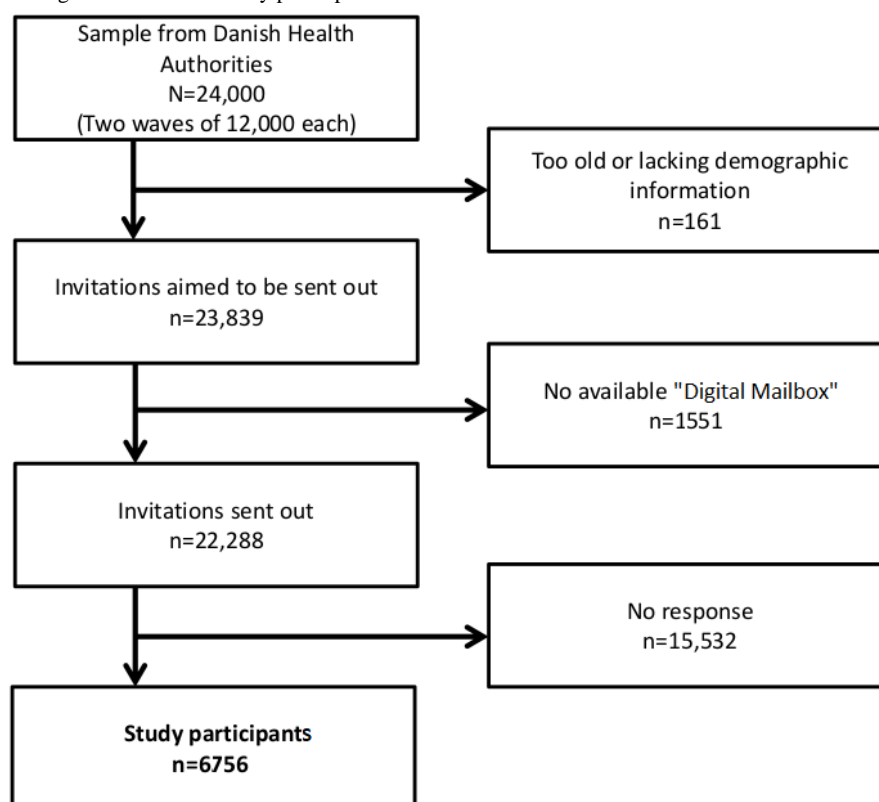 Sample from Danish Health
Authorities
N=24,000
(Two waves of 12,000 each)
Too old or lacking demographic
information
n=161
Invitations aimed to be sent out
n=23,839
No available "Digital Mailbox"
n=1551
Invitations sent out
n=22,288
No response
n=15,532
Study participants
n=6756